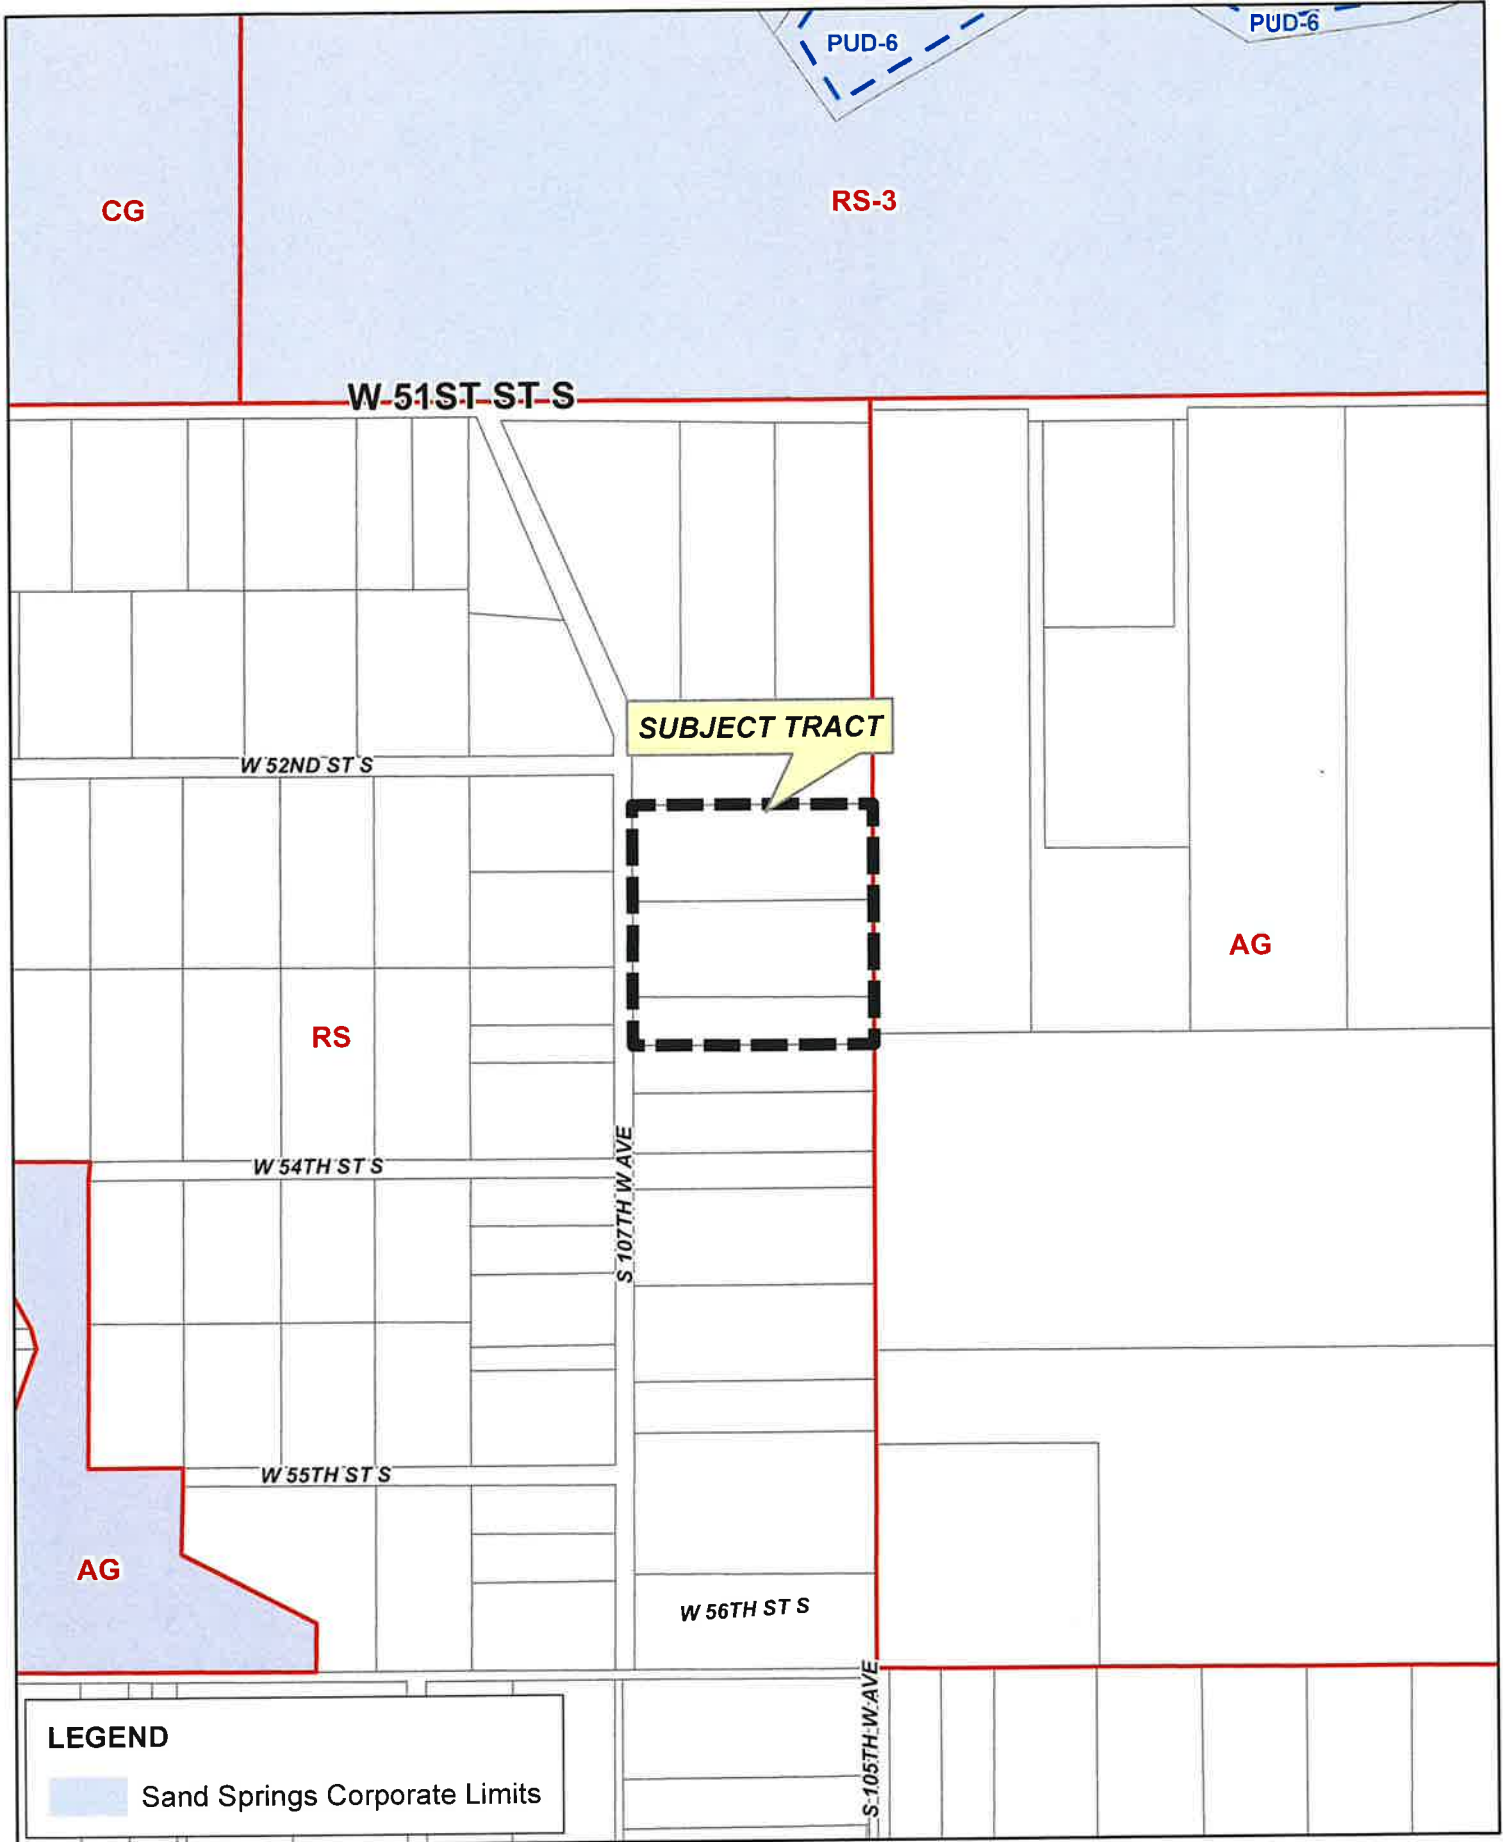 PUD-6
PUD-6
CG
RS-3
W 51ST ST S
SUBJECT TRACT
W 52ND ST S
AG
RS
W 54TH ST S
S 107TH W AVE
W 55TH ST S
AG
W 56TH ST S
S 105TH W AVE
LEGEND
Sand Springs Corporate Limits